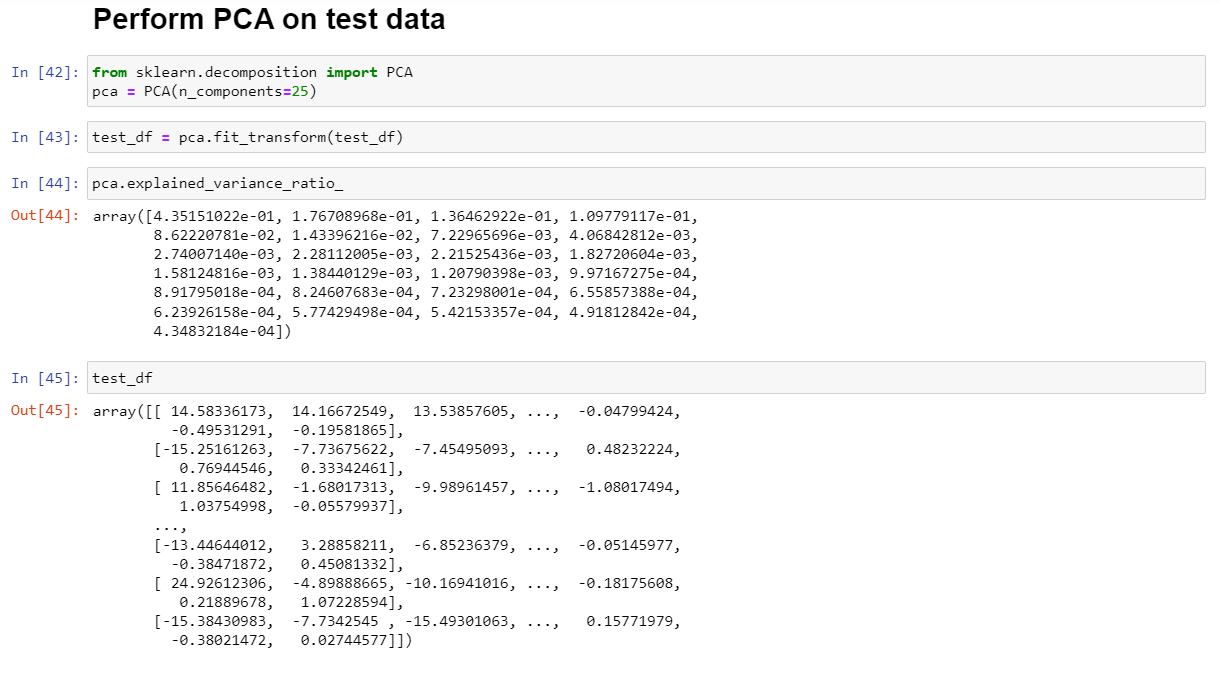 Perform PCA on test data
In [42]: from sklearn.decomposition import PCA
pca = PCA(n_components=25)
In [43]: test_df = pca.fit_transform(test_df)
In [44]: pca.explained_variance_ratio_
Out[44]: array([4.35151022e-01, 1.76708968e-01, 1.36462922e-01, 1.09779117e-01,
8.62220781e-02, 1.43396216e-02, 7.22965696e-03, 4.06842812e-03,
2.74007140e-03, 2.28112005e-03, 2.21525436e-03, 1.82720604e-03,
1.58124816e-03, 1.38440129e-03, 1.20790398e-03, 9.97167275e-04,
8.91795018e-04, 8.24607683e-04, 7.23298001e-04, 6.55857388e-04,
6.23926158e-04, 5.77429498e-04, 5.42153357e-04, 4.91812842e-04,
4.34832184e-04])
In [45]: test_df
Out[45]: array([[ 14.58336173, 14.16672549, 13.53857605, ..., -0.04799424,
-0.49531291, -0.19581865],
[-15.25161263, -7.73675622, -7.45495093, ..., 0.48232224,
0.76944546, 0.33342461],
[ 11.85646482, -1.68017313, -9.98961457, ..., -1.08017494,
1.03754998, -0.05579937],
...,
[-13.44644012, 3.28858211, -6.85236379, ..., -0.05145977,
-0.38471872, 0.45081332],
[ 24.92612306, -4.89888665, -10.16941016, ..., -0.18175608,
0.21889678, 1.07228594],
[-15.38430983, -7.7342545 , -15.49301063, ..., 0.15771979,
-0.38021472, 0.02744577]])